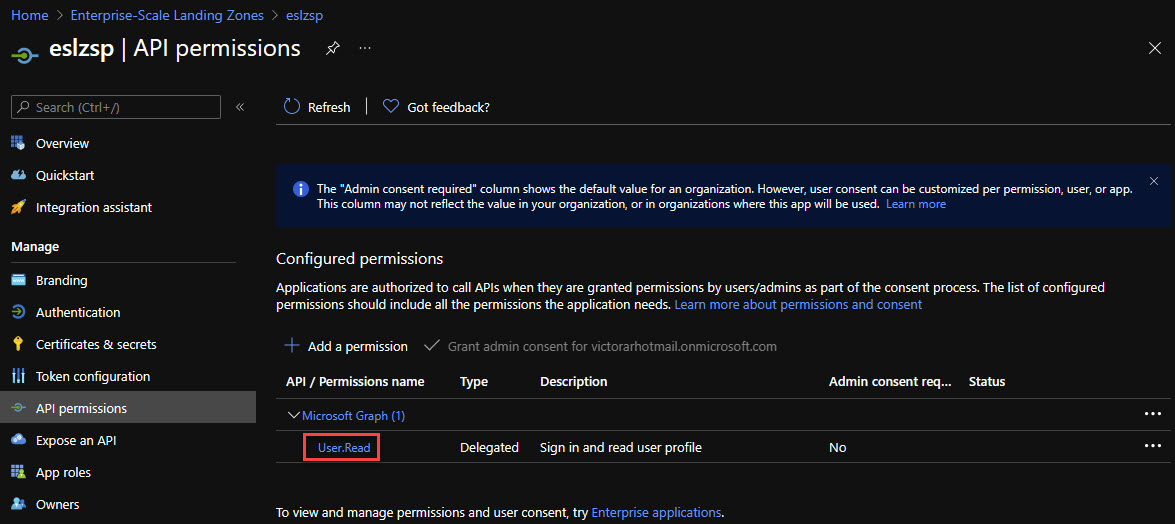 Home > Enterprise-Scale Landing Zones > eslzsp
eslzsp | API permissions ...
Search (Ctrl+/) «
Overview
Quickstart
Integration assistant
Manage
Branding
Authentication
Certificates & secrets
Token configuration
API permissions
Expose an API
App roles
Owners
Refresh | Got feedback?
The "Admin consent required" column shows the default value for an organization. However, user consent can be customized per permission, user, or app.
This column may not reflect the value in your organization, or in organizations where this app will be used. Learn more
Configured permissions
Applications are authorized to call APIs when they are granted permissions by users/admins as part of the consent process. The list of configured
permissions should include all the permissions the application needs. Learn more about permissions and consent
Add a permission Grant admin consent for victorarhotmail.onmicrosoft.com
API / Permissions name Type Description Admin consent req... Status
Microsoft Graph (1) ...
User.Read Delegated Sign in and read user profile No ...
To view and manage permissions and user consent, try Enterprise applications.